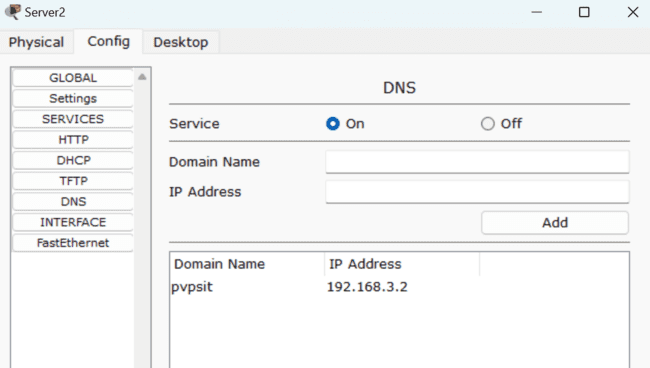 Server2
Physical Config Desktop
GLOBAL
Settings
SERVICES
HTTP
DHCP
TFTP
DNS
INTERFACE
FastEthernet
DNS
Service On Off
Domain Name
IP Address
Add
Domain Name IP Address
pvpsit 192.168.3.2